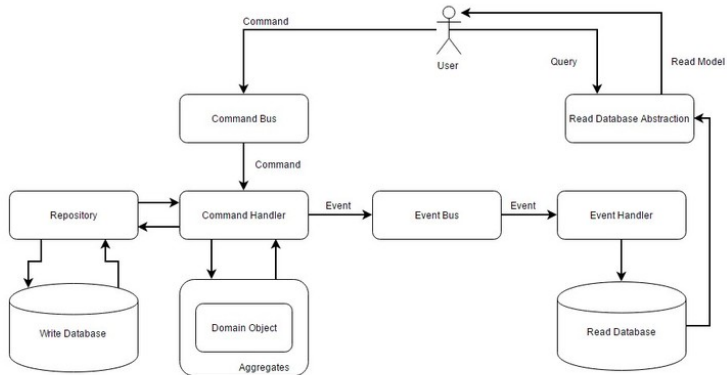 Command
User
Query
Read Model
Command Bus
Read Database Abstraction
Command
Repository
Command Handler
Event
Event Bus
Event
Event Handler
Write Database
Domain Object
Read Database
Aggregates